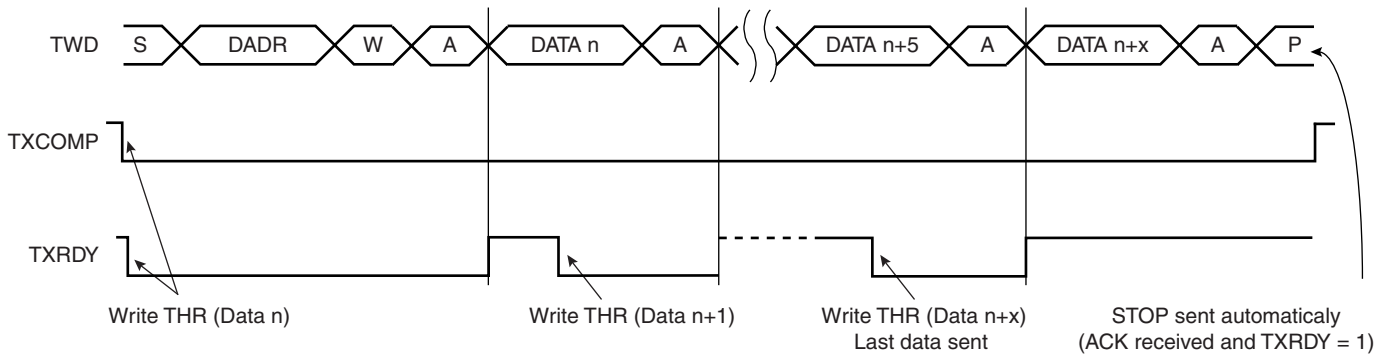 TWD S DADR W A DATA n A DATA n+5 A DATA n+x A P
TXCOMP
TXRDY
Write THR (Data n) Write THR (Data n+1) Write THR (Data n+x) STOP sent automaticaly
Last data sent (ACK received and TXRDY = 1)